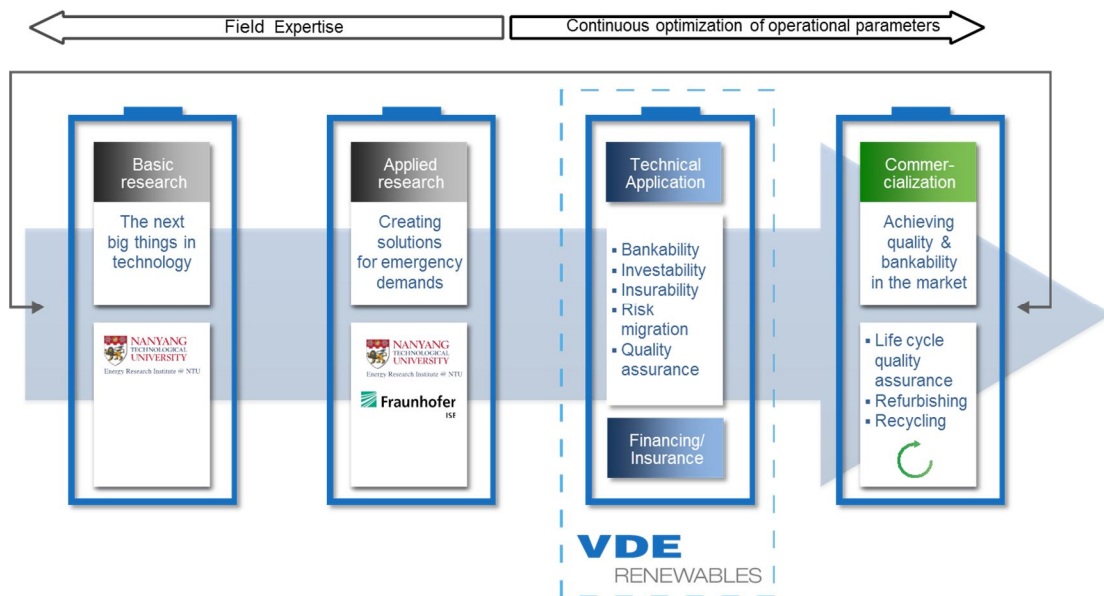 Field Expertise
Continuous optimization of operational parameters
Basic
research
The next
big things in
technology
NANYANG
TECHNOLOGICAL
UNIVERSITY
Energy Research Institute @ NTU
Applied
research
Creating
solutions
for emergency
demands
NANYANG
TECHNOLOGICAL
UNIVERSITY
Energy Research Institute @ NTU
Fraunhofer
ISE
Technical
Application
▪ Bankability
▪ Investability
▪ Insurability
▪ Risk
migration
▪ Quality
assurance
Financing/
Insurance
VDE
RENEWABLES
Commer-
cialization
Achieving
quality &
bankability
in the market
▪ Life cycle
quality
assurance
▪ Refurbishing
▪ Recycling